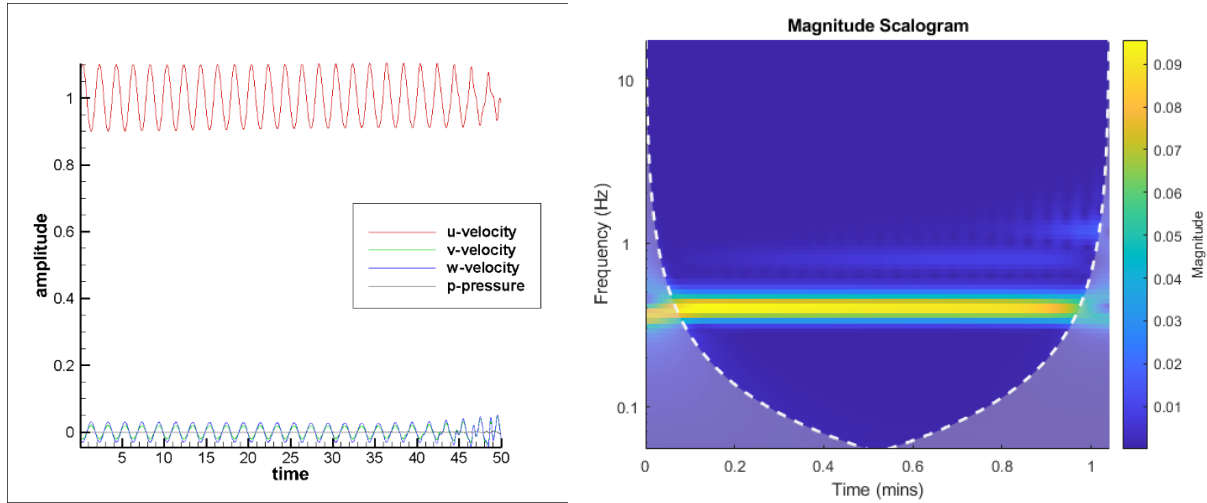 1
0.8
0.6
0.4
0.2
0
amplitude
5 10 15 20 25 30 35 40 45 50
time
u-velocity
v-velocity
w-velocity
p-pressure
Magnitude Scalogram
10
1
0.1
Frequency (Hz)
0 0.2 0.4 0.6 0.8 1
Time (mins)
0.09
0.08
0.07
0.06
0.05
0.04
0.03
0.02
0.01
Magnitude